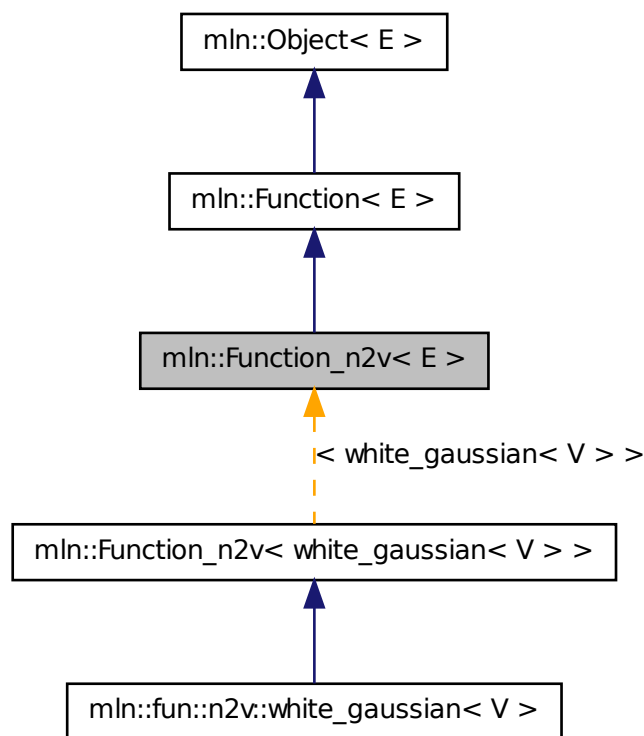 mln::Object< E >
mln::Function< E >
mln::Function_n2v< E >
< white_gaussian< V > >
mln::Function_n2v< white_gaussian< V > >
mln::fun::n2v::white_gaussian< V >